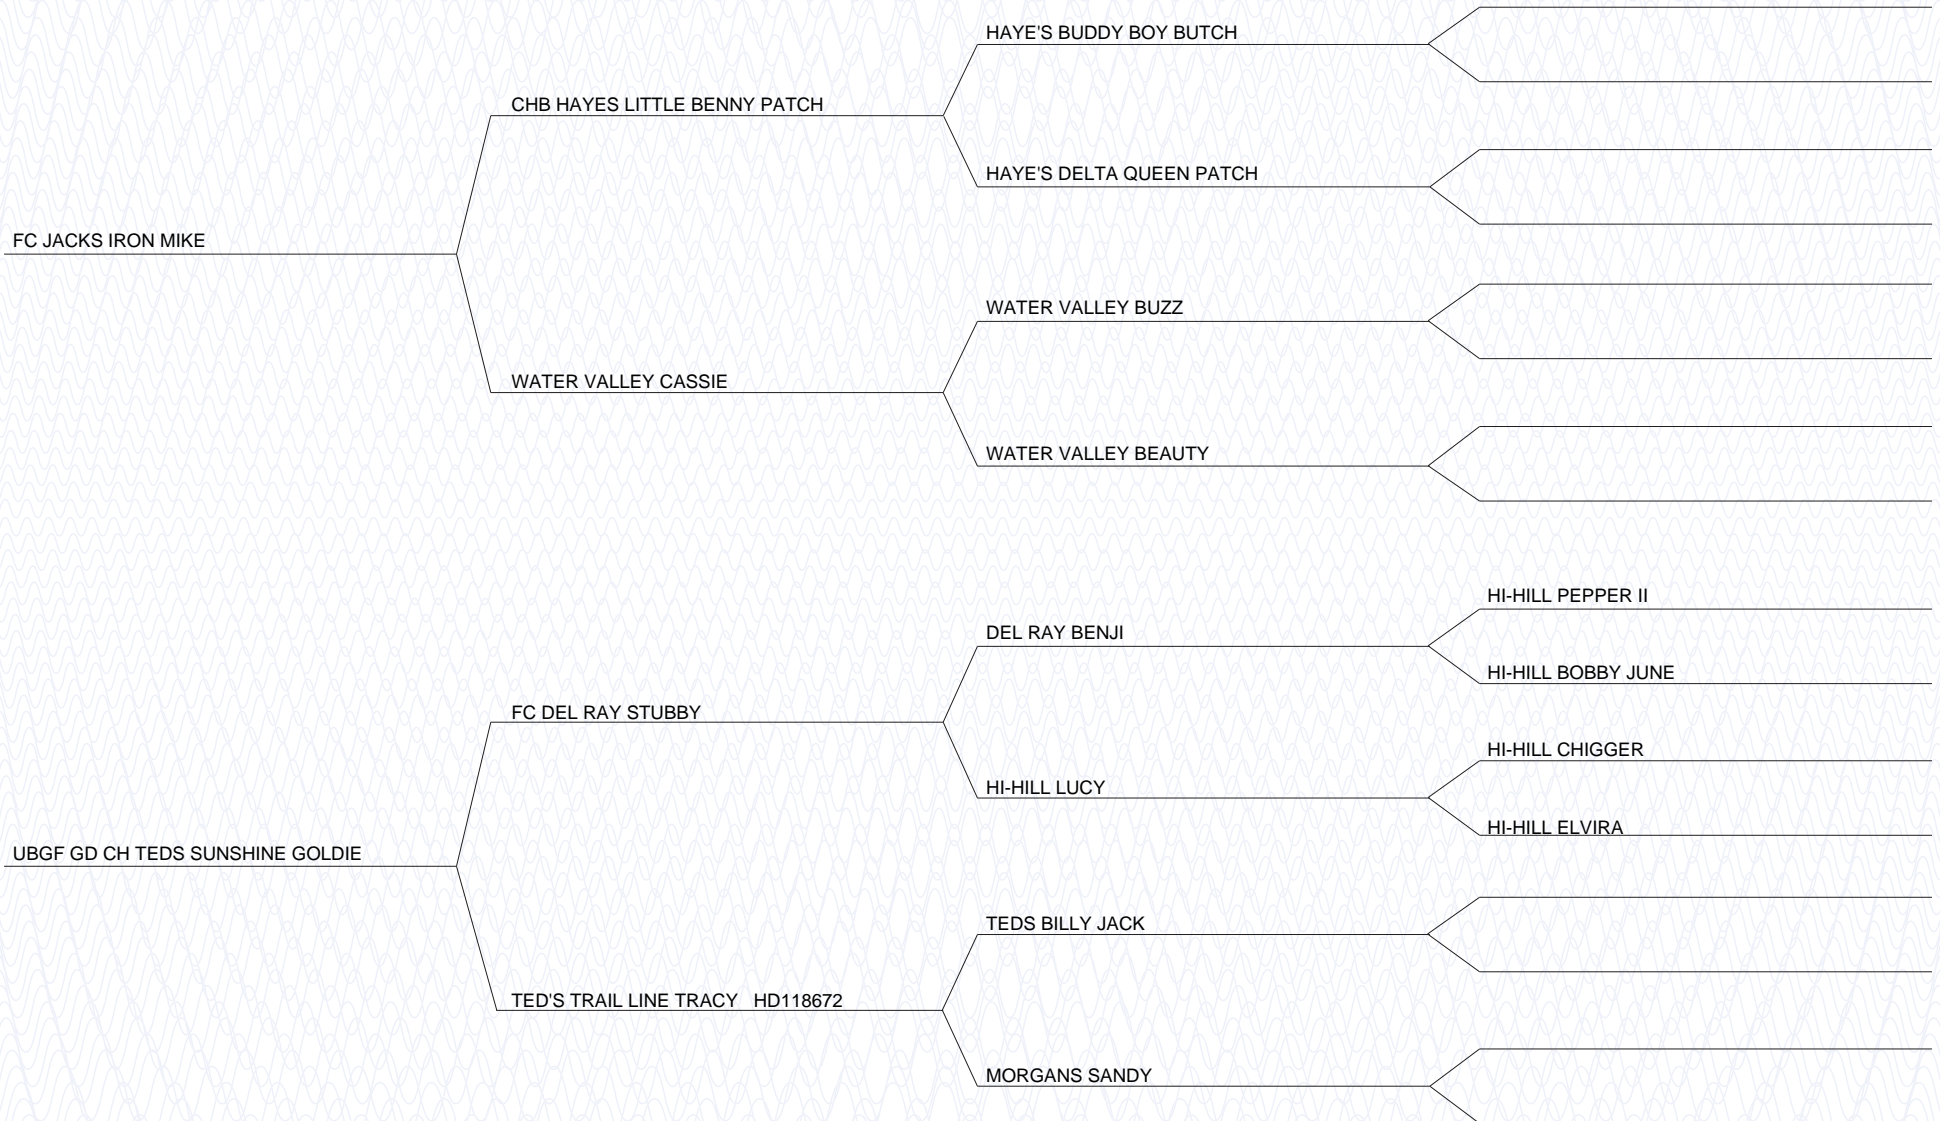 HAYE'S BUDDY BOY BUTCH
CHB HAYES LITTLE BENNY PATCH
HAYE'S DELTA QUEEN PATCH
FC JACKS IRON MIKE
WATER VALLEY BUZZ
WATER VALLEY CASSIE
WATER VALLEY BEAUTY
HI-HILL PEPPER II
DEL RAY BENJI
HI-HILL BOBBY JUNE
FC DEL RAY STUBBY
HI-HILL CHIGGER
HI-HILL LUCY
HI-HILL ELVIRA
UBGF GD CH TEDS SUNSHINE GOLDIE
TEDS BILLY JACK
TED'S TRAIL LINE TRACY HD118672
MORGANS SANDY